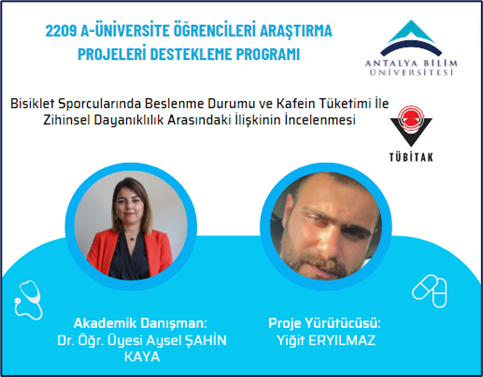 2209 A-ÜNİVERSİTE ÖĞRENCİLERİ ARAŞTIRMA
PROJELERİ DESTEKLEME PROGRAMI
ANTALYA BİLİM
ÜNİVERSİTESİ
Bisiklet Sporcularında Beslenme Durumu ve Kafein Tüketimi İle
Zihinsel Dayanıklılık Arasındaki İlişkinin İncelenmesi
TÜBİTAK
Akademik Danışman:
Dr. Öğr. Üyesi Aysel ŞAHİN
KAYA
Proje Yürütücüsü:
Yiğit ERYILMAZ